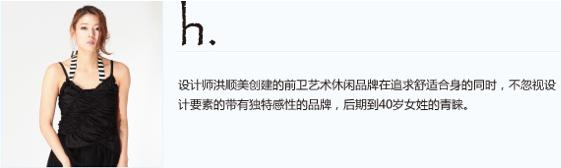 h.
设计师洪顺美创建的前卫艺术休闲品牌在追求舒适合身的同时，不忽视设
计要素的带有独特感性的品牌，后期到40岁女姓的青睐。